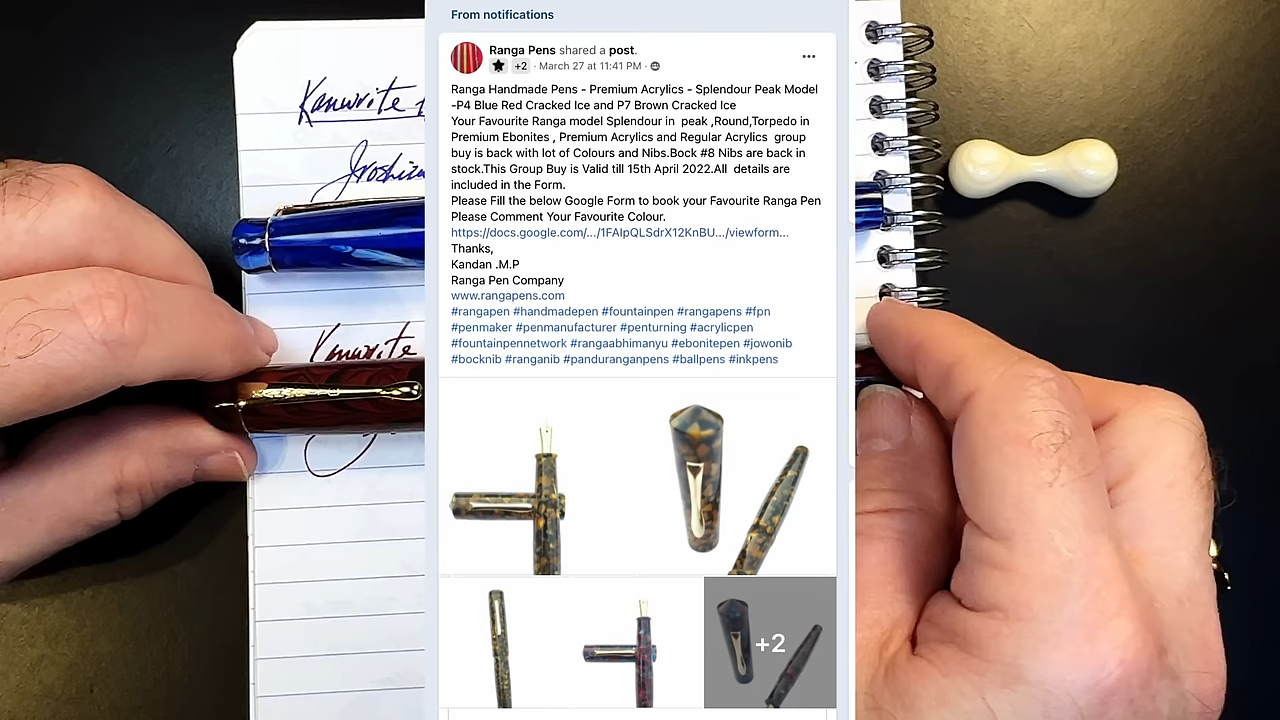 From notifications
Ranga Pens shared a post.
+2 · March 27 at 11:41 PM ·
Ranga Handmade Pens - Premium Acrylics - Splendour Peak Model
-P4 Blue Red Cracked Ice and P7 Brown Cracked Ice
Your Favourite Ranga model Splendour in peak ,Round,Torpedo in
Premium Ebonites , Premium Acrylics and Regular Acrylics group
buy is back with lot of Colours and Nibs.Bock #8 Nibs are back in
stock.This Group Buy is Valid till 15th April 2022.All details are
included in the Form.
Please Fill the below Google Form to book your Favourite Ranga Pen
Please Comment Your Favourite Colour.
https://docs.google.com/.../1FAIpQLSdrX12KnBU.../viewform...
Thanks,
Kandan .M.P
Ranga Pen Company
www.rangapens.com
#rangapen #handmadepen #fountainpen #rangapens #fpn
#penmaker #penmanufacturer #penturning #acrylicpen
#fountainpennetwork #rangaabhimanyu #ebonitepen #jowonib
#bocknib #ranganib #panduranganpens #ballpens #inkpens
+2
Kanwrite
Kanwrite